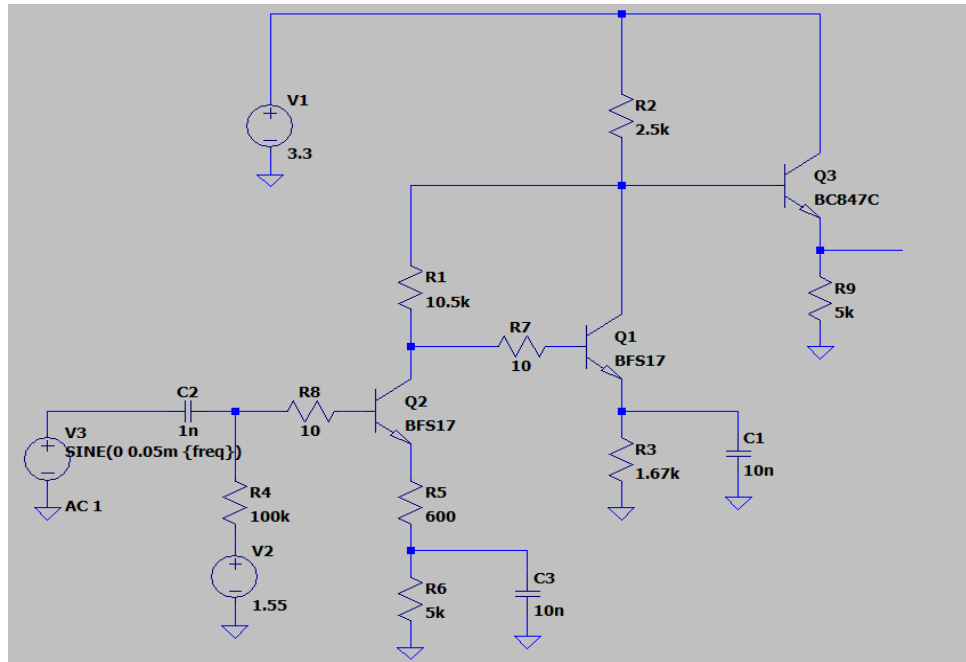 V1
3.3
R2
2.5k
Q3
BC847C
R9
5k
R1
10.5k
R7
10
Q1
BFS17
C2
1n
R8
10
Q2
BFS17
V3
SINE(0 0.05m {freq})
AC 1
R4
100k
R3
1.67k
C1
10n
R5
600
V2
1.55
R6
5k
C3
10n